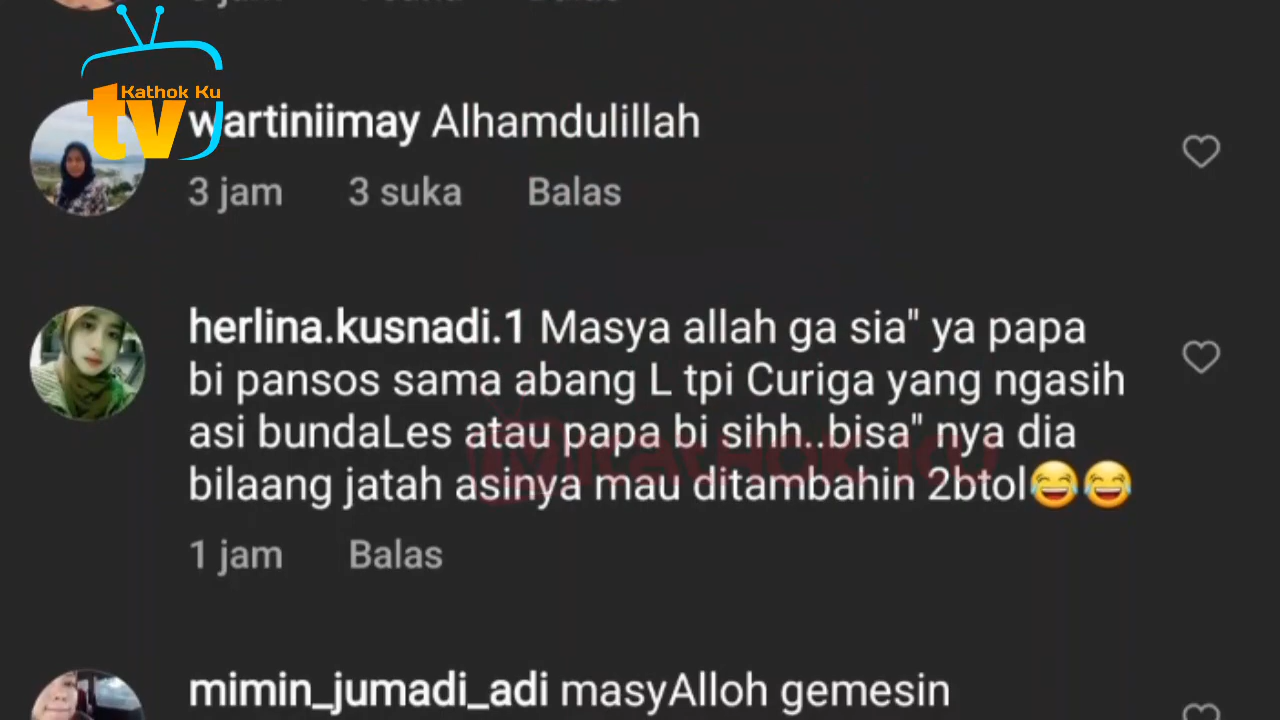 Kathok Ku
tv
wartiniimay Alhamdulillah
3 jam 3 suka Balas
herlina.kusnadi.1 Masya allah ga sia" ya papa
bi pansos sama abang L tpi Curiga yang ngasih
asi bundaLes atau papa bi sihh..bisa" nya dia
bilaang jatah asinya mau ditambahin 2btol😂😂
Kathok Ku
1 jam Balas
mimin_jumadi_adi masyAlloh gemesin